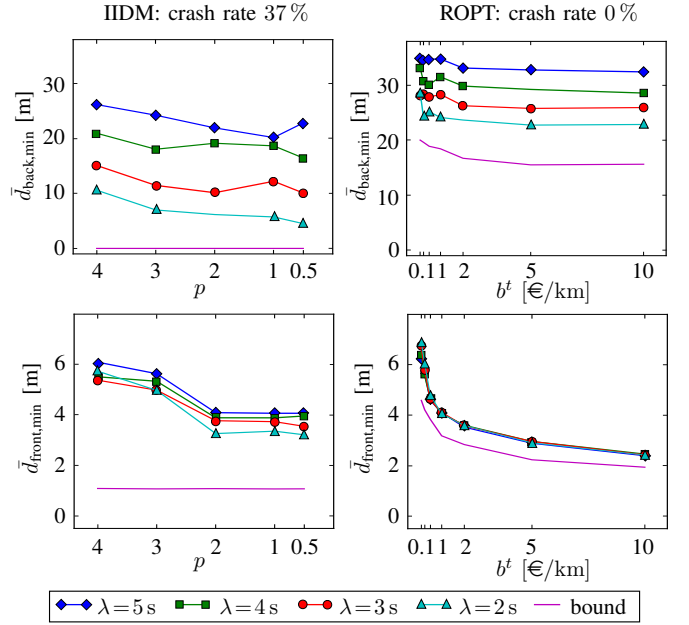 IIDM: crash rate 37 %
ROPT: crash rate 0 %
30
20
10
0
d̄back,min [m]
4 3 2 1 0.5
p
30
20
10
0
d̄back,min [m]
0.1 1 2 5 10
b^t [€/km]
6
4
2
0
d̄front,min [m]
4 3 2 1 0.5
p
6
4
2
0
d̄front,min [m]
0.1 1 2 5 10
b^t [€/km]
λ=5 s λ=4 s λ=3 s λ=2 s bound